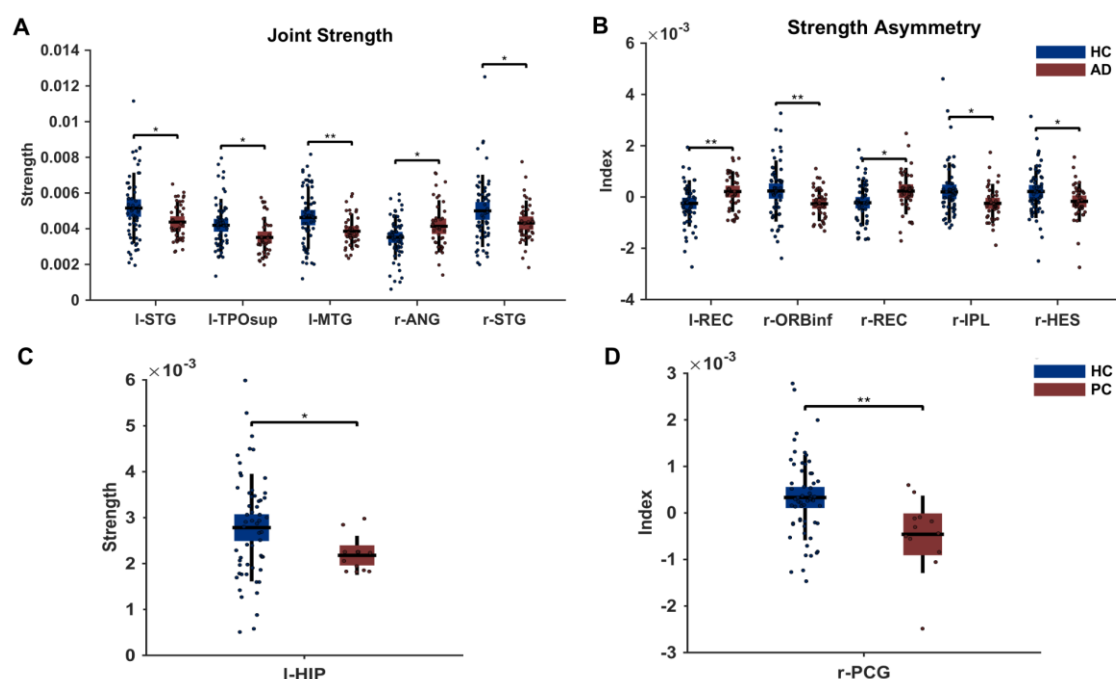 A
Joint Strength
0.014
0.012
0.01
0.008
0.006
0.004
0.002
0
Strength
*
*
**
*
*
l-STG
l-TPOsup
l-MTG
r-ANG
r-STG
B
Strength Asymmetry
×10⁻³
6
4
2
0
-2
-4
Index
HC
AD
**
**
*
*
*
l-REC
r-ORBinf
r-REC
r-IPL
r-HES
C
×10⁻³
6
5
4
3
2
1
0
Strength
*
l-HIP
D
×10⁻³
3
2
1
0
-1
-2
-3
Index
HC
PC
**
r-PCG